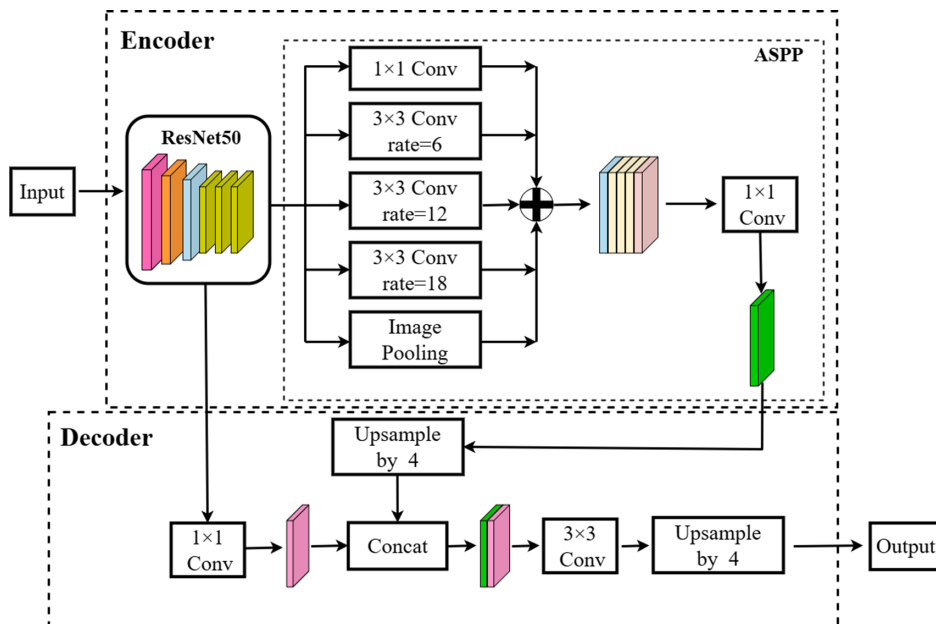 Encoder
ASPP
ResNet50
Input
1×1 Conv
3×3 Conv
rate=6
3×3 Conv
rate=12
3×3 Conv
rate=18
Image
Pooling
1×1
Conv
Decoder
Upsample
by 4
1×1
Conv
Concat
3×3
Conv
Upsample
by 4
Output